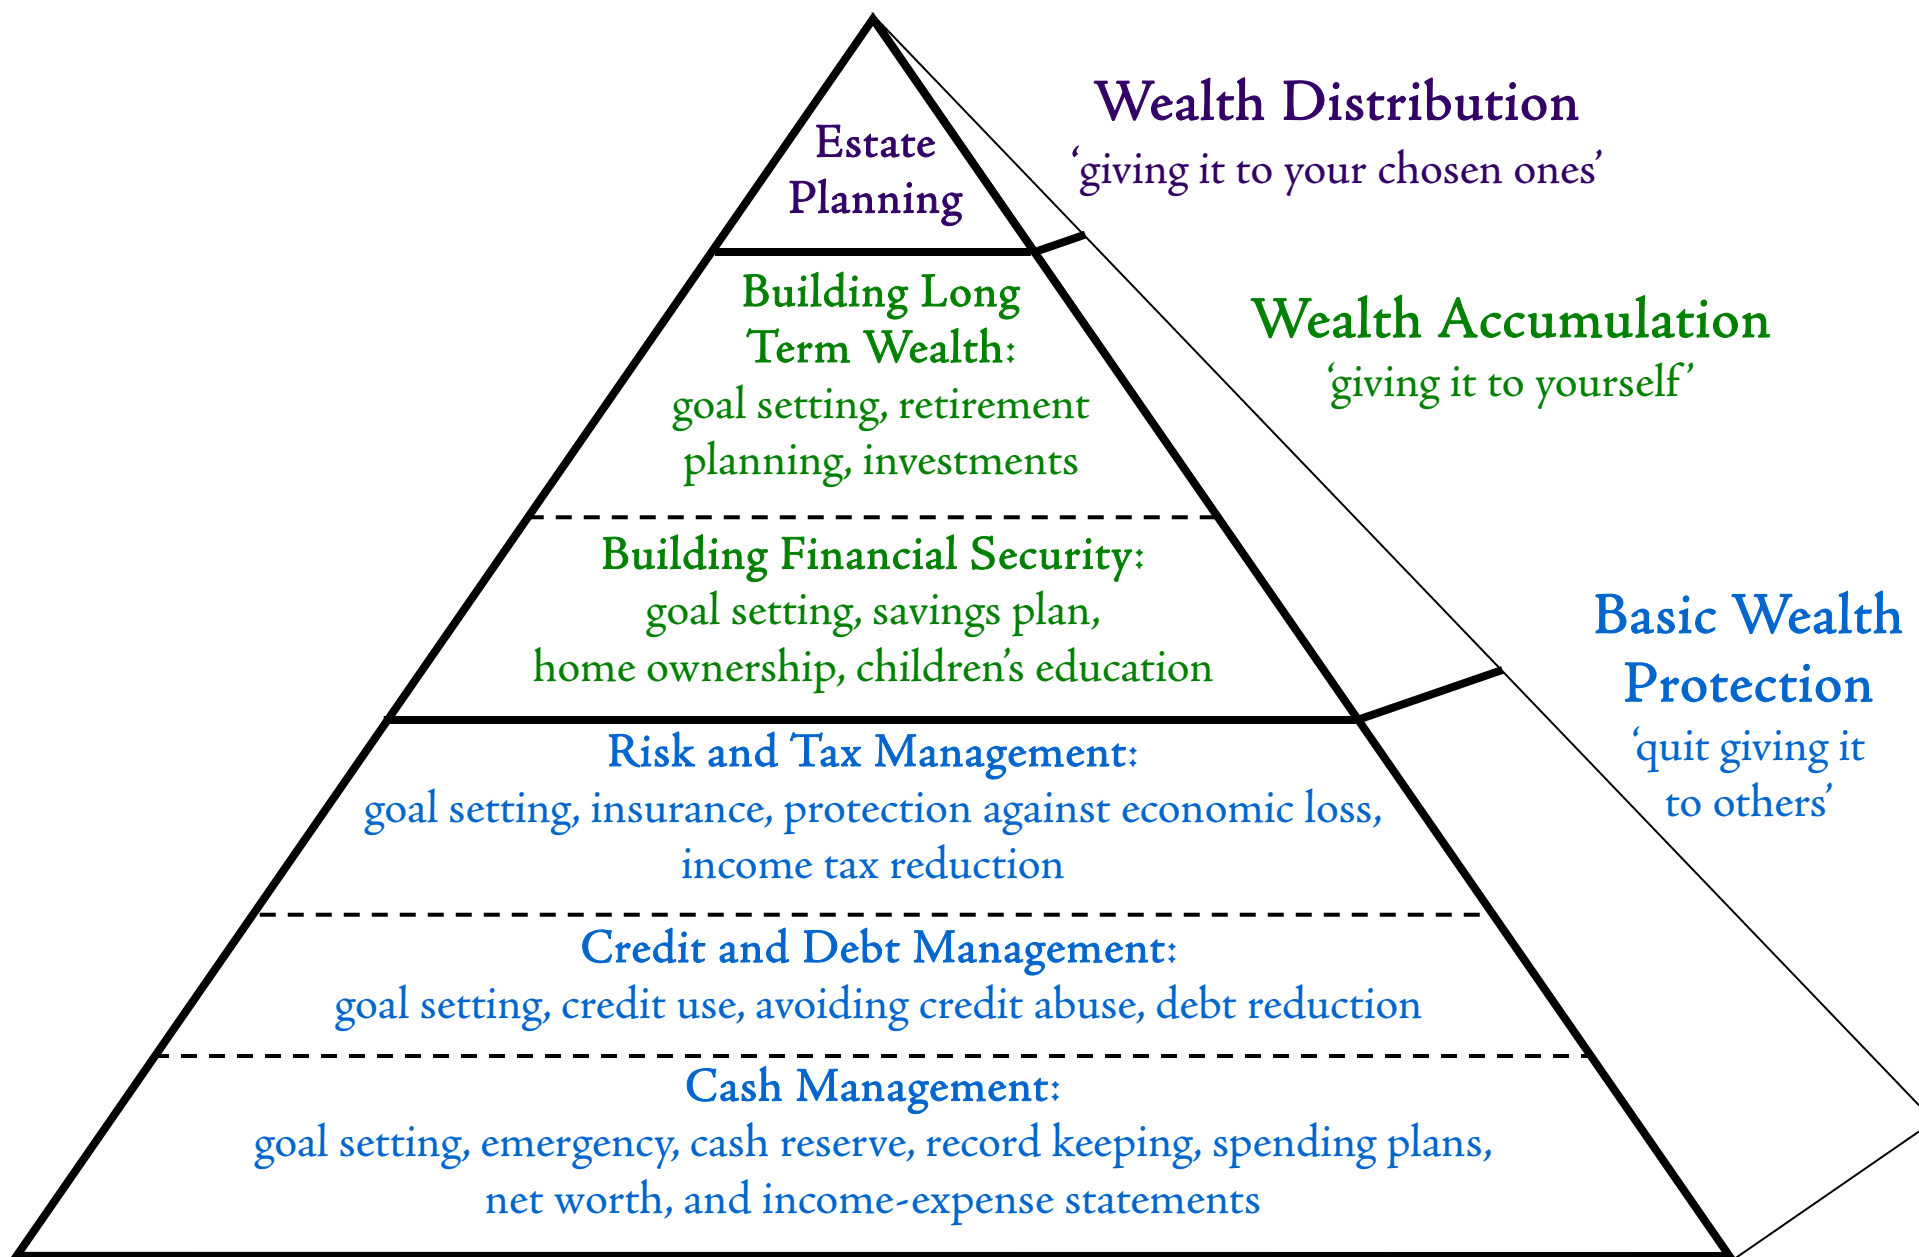 Estate
Planning
Wealth Distribution
‘giving it to your chosen ones’
Building Long
Term Wealth:
goal setting, retirement
planning, investments
Wealth Accumulation
‘giving it to yourself’
Building Financial Security:
goal setting, savings plan,
home ownership, children’s education
Basic Wealth
Protection
‘quit giving it
to others’
Risk and Tax Management:
goal setting, insurance, protection against economic loss,
income tax reduction
Credit and Debt Management:
goal setting, credit use, avoiding credit abuse, debt reduction
Cash Management:
goal setting, emergency, cash reserve, record keeping, spending plans,
net worth, and income-expense statements